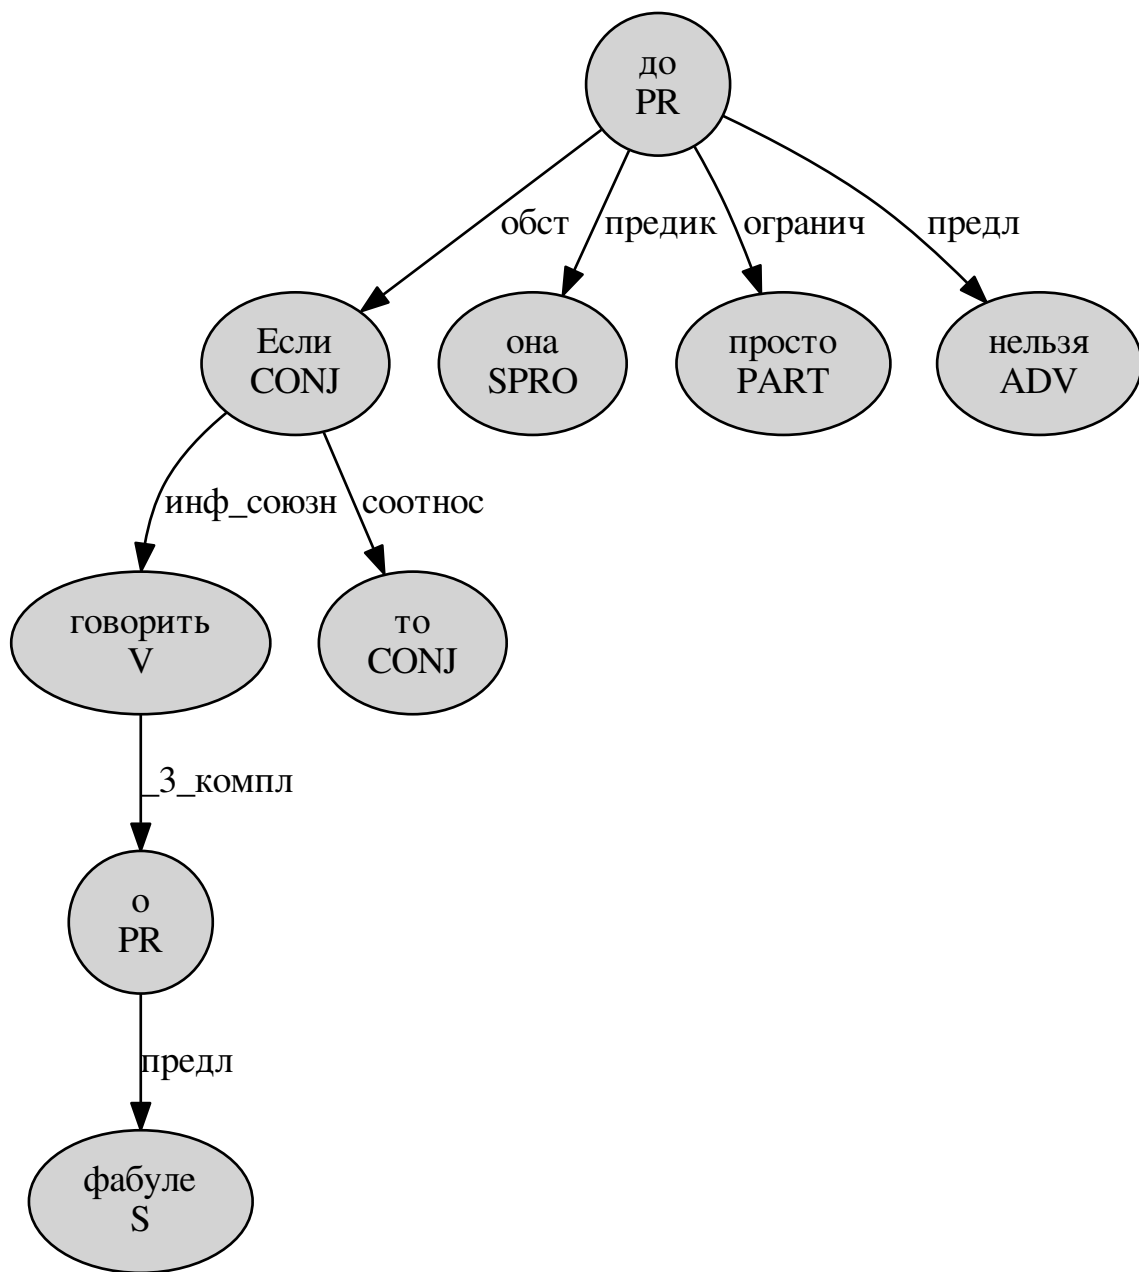 до
PR
обст
предик
огранич
предл
Если
CONJ
она
SPRO
просто
PART
нельзя
ADV
инф_союзн
соотнос
говорить
V
то
CONJ
_3_компл
о
PR
предл
фабуле
S